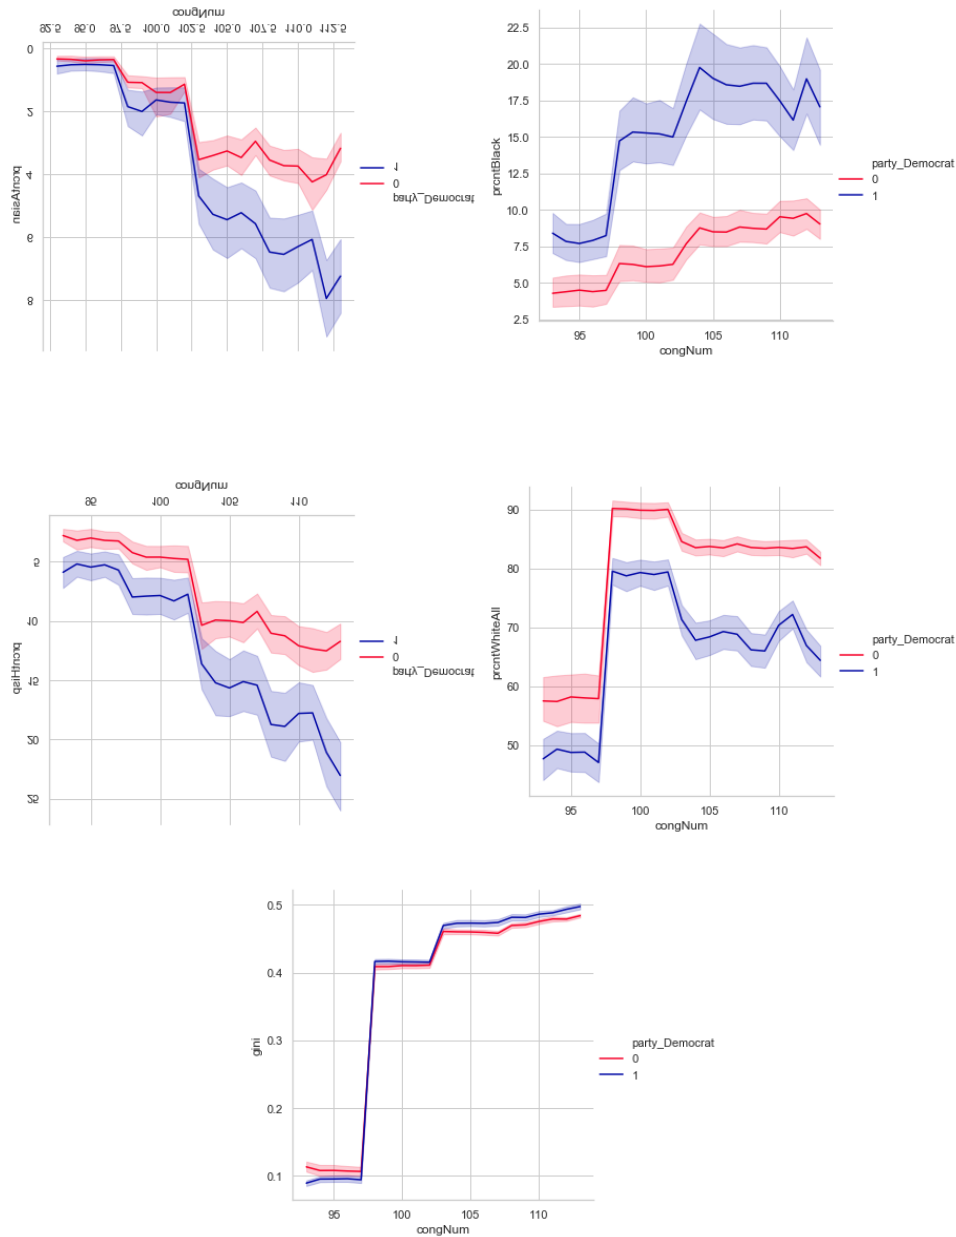 congNum
92.5 95.0 97.5 100.0 102.5 105.0 107.5 110.0 112.5
0
2
4
6
8
prcntAsian
1
0
party_Democrat
22.5
20.0
17.5
15.0
12.5
10.0
7.5
5.0
2.5
prcntBlack
95 100 105 110
congNum
party_Democrat
0
1
congNum
95 100 105 110
5
10
15
20
25
prcntHisp
1
0
party_Democrat
90
80
70
60
50
prcntWhiteAll
95 100 105 110
congNum
party_Democrat
0
1
0.5
0.4
0.3
0.2
0.1
gini
95 100 105 110
congNum
party_Democrat
0
1